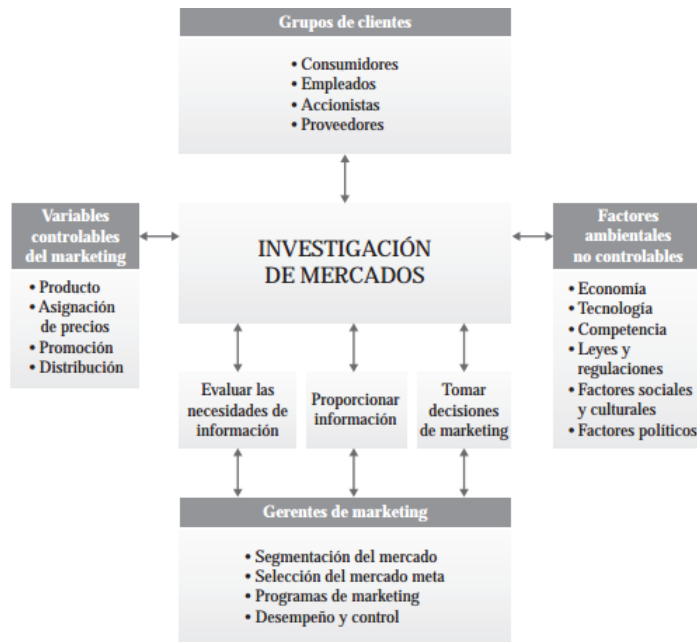 Grupos de clientes
• Consumidores
• Empleados
• Accionistas
• Proveedores
Variables
controlables
del marketing
• Producto
• Asignación
de precios
• Promoción
• Distribución
INVESTIGACIÓN
DE MERCADOS
Factores
ambientales
no controlables
• Economía
• Tecnología
• Competencia
• Leyes y
regulaciones
• Factores sociales
y culturales
• Factores políticos
Evaluar las
necesidades de
información
Proporcionar
información
Tomar
decisiones
de marketing
Gerentes de marketing
• Segmentación del mercado
• Selección del mercado meta
• Programas de marketing
• Desempeño y control